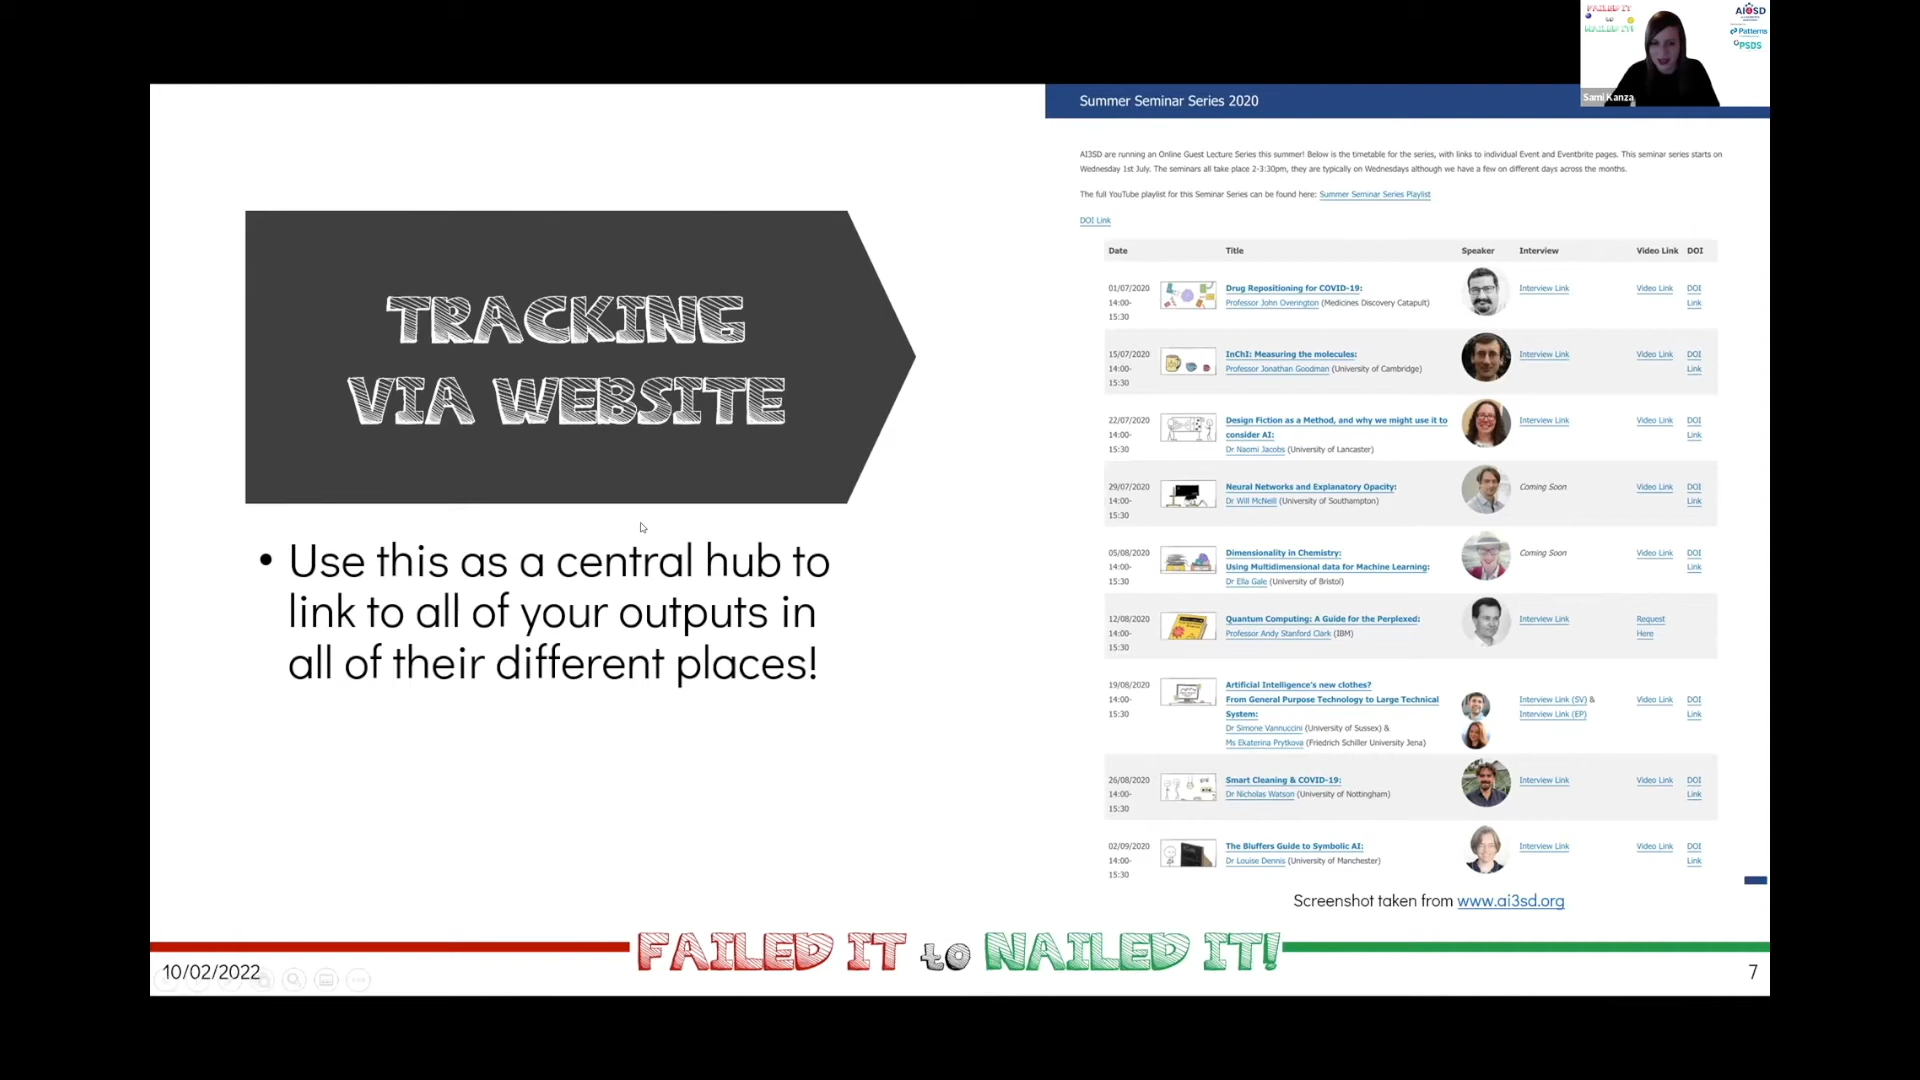 FAILED IT
to
NAILED IT!
AI3SD
Patterns
PSDS
Sami Kanza
Summer Seminar Series 2020
AI3SD are running an Online Guest Lecture Series this summer! Below is the timetable for the series, with links to individual Event and Eventbrite pages. This seminar series starts on
Wednesday 1st July. The seminars all take place 2-3:30pm, they are typically on Wednesdays although we have a few on different days across the months.
The full YouTube playlist for this Seminar Series can be found here: Summer Seminar Series Playlist
DOI Link
TRACKING
VIA WEBSITE
• Use this as a central hub to
link to all of your outputs in
all of their different places!
Date Title Speaker Interview Video Link DOI
01/07/2020 Drug Repositioning for COVID-19: Interview Link Video Link DOI
14:00- Professor John Overington (Medicines Discovery Catapult) Link
15:30
15/07/2020 InChI: Measuring the molecules: Interview Link Video Link DOI
14:00- Professor Jonathan Goodman (University of Cambridge) Link
15:30
22/07/2020 Design Fiction as a Method, and why we might use it to Interview Link Video Link DOI
14:00- consider AI: Link
15:30 Dr Naomi Jacobs (University of Lancaster)
29/07/2020 Neural Networks and Explanatory Opacity: Coming Soon Video Link DOI
14:00- Dr Will McNeill (University of Southampton) Link
15:30
05/08/2020 Dimensionality in Chemistry: Coming Soon Video Link DOI
14:00- Using Multidimensional data for Machine Learning: Link
15:30 Dr Ella Gale (University of Bristol)
12/08/2020 Quantum Computing: A Guide for the Perplexed: Interview Link Request
14:00- Professor Andy Stanford Clark (IBM) Here
15:30
19/08/2020 Artificial Intelligence's new clothes?
14:00- From General Purpose Technology to Large Technical Interview Link (SV) & Video Link DOI
15:30 System: Interview Link (EP) Link
Dr Simone Vannuccini (University of Sussex) &
Ms Ekaterina Prytkova (Friedrich Schiller University Jena)
26/08/2020 Smart Cleaning & COVID-19: Interview Link Video Link DOI
14:00- Dr Nicholas Watson (University of Nottingham) Link
15:30
02/09/2020 The Bluffers Guide to Symbolic AI: Interview Link Video Link DOI
14:00- Dr Louise Dennis (University of Manchester) Link
15:30
Screenshot taken from www.ai3sd.org
FAILED IT to NAILED IT!
10/02/2022
7